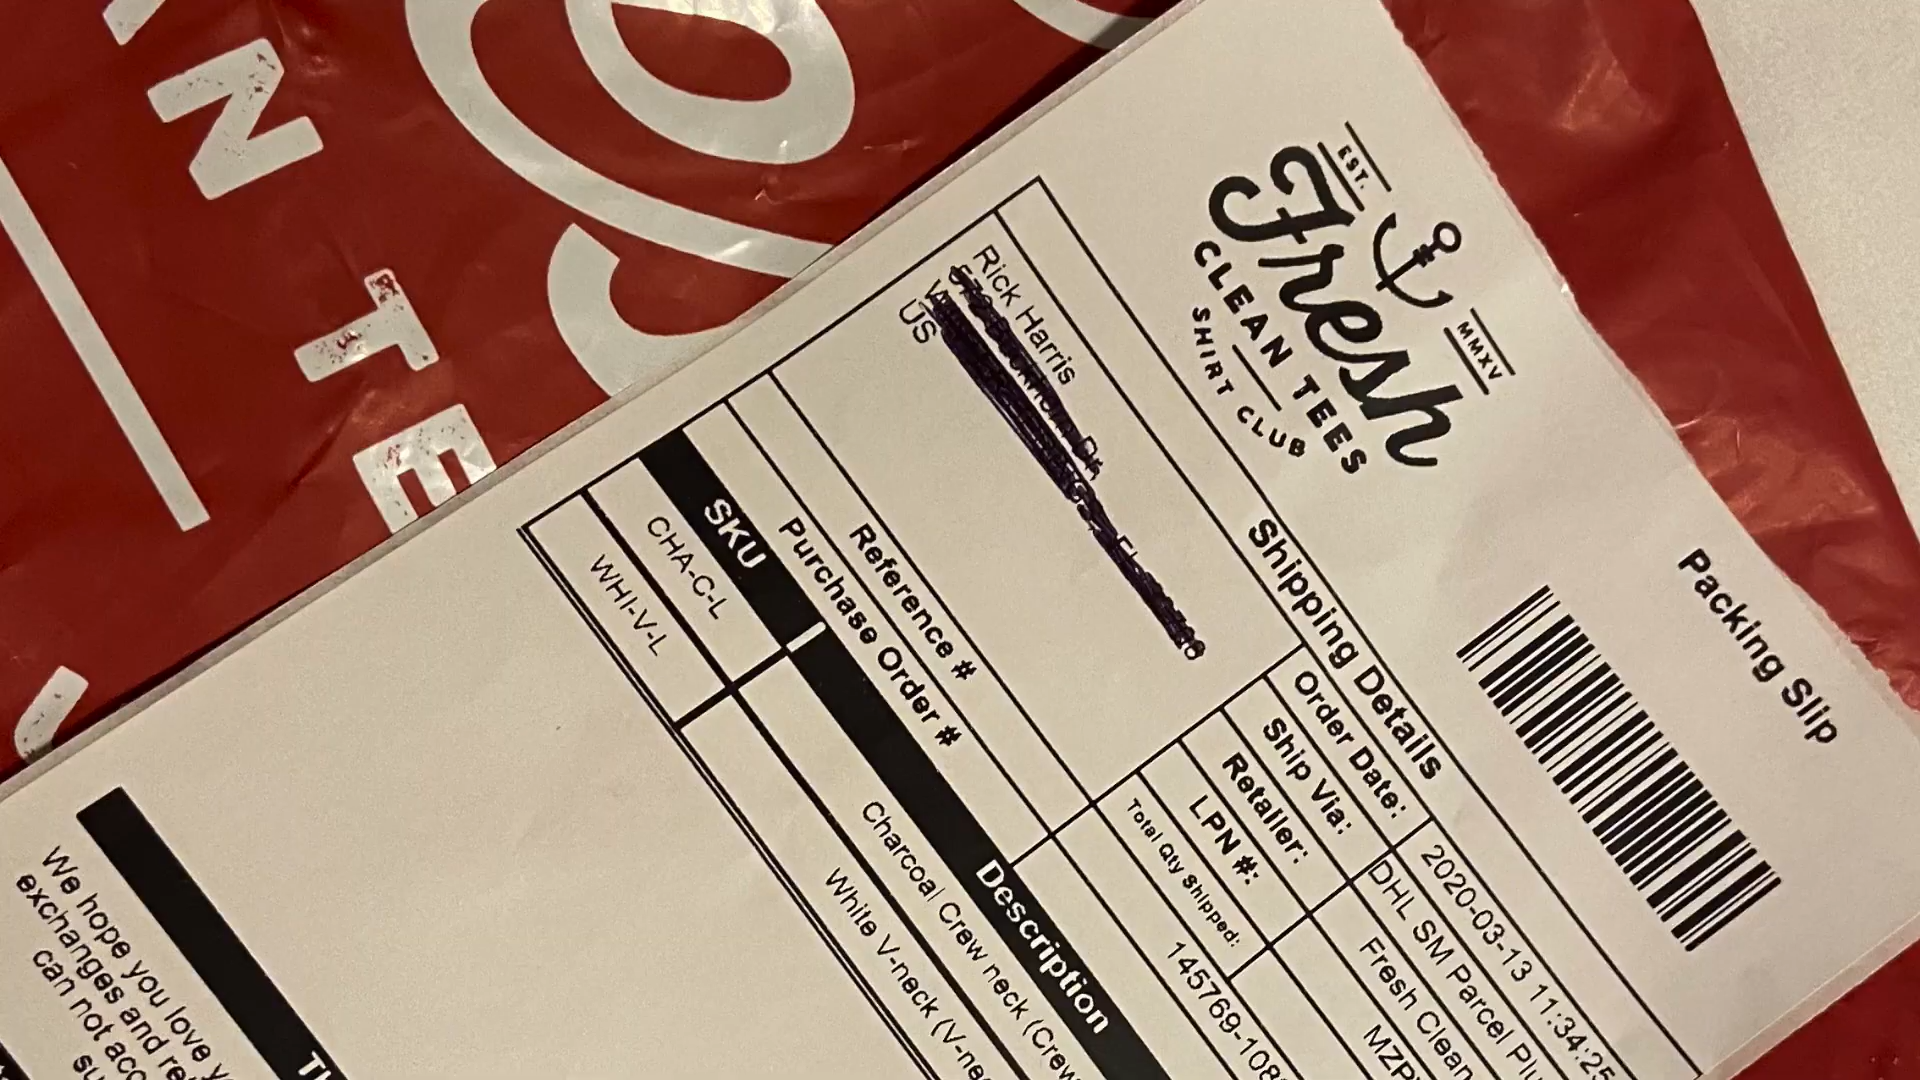 Packing Slip
EST.
MMXV
Fresh
CLEAN TEES
SHIRT CLUB
Shipping Details
Rick Harris
US
Order Date: 2020-03-13 11:34:25
Ship Via: DHL SM Parcel Plu
Retailer: Fresh Clean
LPN #: MZP
Total Qty Shipped:
Reference # 145769-108
Purchase Order #
SKU Description
CHA-C-L Charcoal Crew neck (Crew
WHI-V-L White V-neck (V-nec
We hope you love y
exchanges and re
can not acc
su
N T E